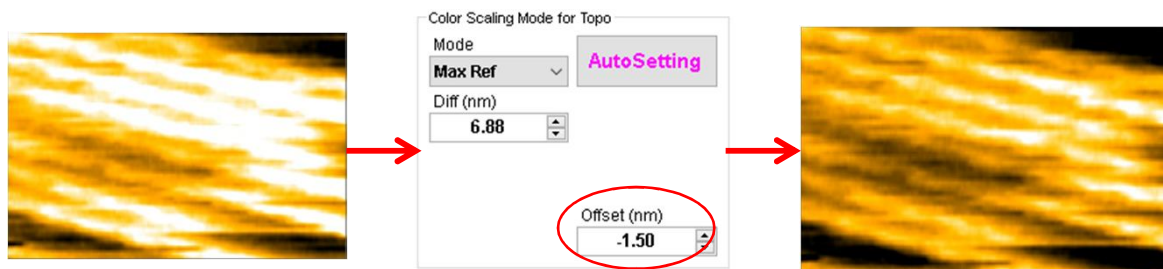 Color Scaling Mode for Topo
Mode
Max Ref
AutoSetting
Diff (nm)
6.88
Offset (nm)
-1.50